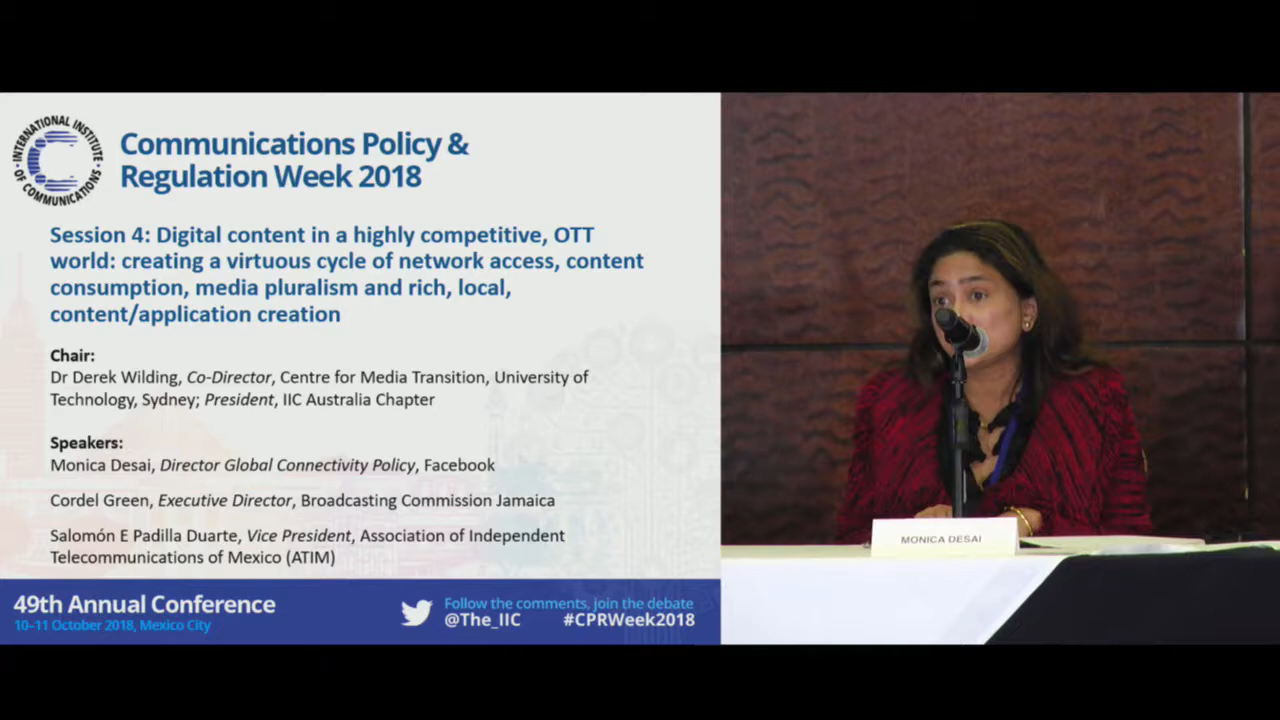 INTERNATIONAL INSTITUTE
OF COMMUNICATIONS
Communications Policy &
Regulation Week 2018
Session 4: Digital content in a highly competitive, OTT
world: creating a virtuous cycle of network access, content
consumption, media pluralism and rich, local,
content/application creation
Chair:
Dr Derek Wilding, Co-Director, Centre for Media Transition, University of
Technology, Sydney; President, IIC Australia Chapter
Speakers:
Monica Desai, Director Global Connectivity Policy, Facebook
Cordel Green, Executive Director, Broadcasting Commission Jamaica
Salomón E Padilla Duarte, Vice President, Association of Independent
Telecommunications of Mexico (ATIM)
49th Annual Conference
10-11 October 2018, Mexico City
Follow the comments, join the debate
@The_IIC #CPRWeek2018
MONICA DESAI